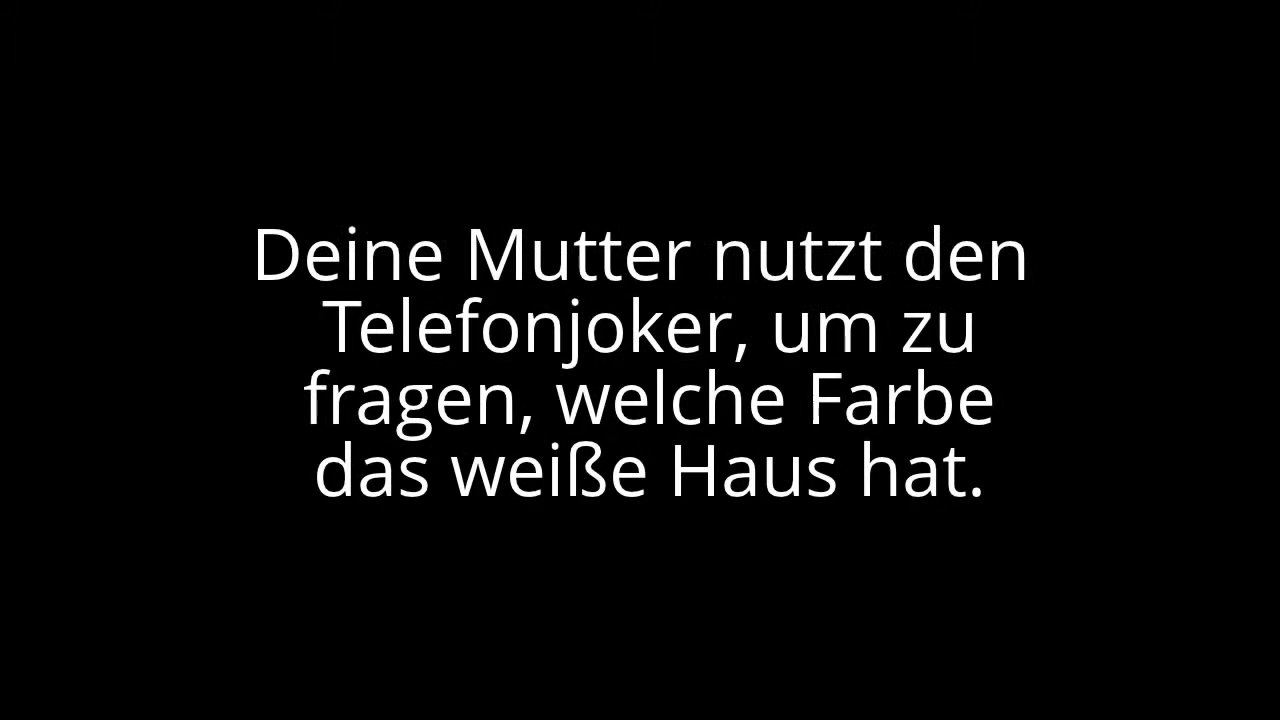 Deine Mutter nutzt den
Telefonjoker, um zu
fragen, welche Farbe
das weiße Haus hat.